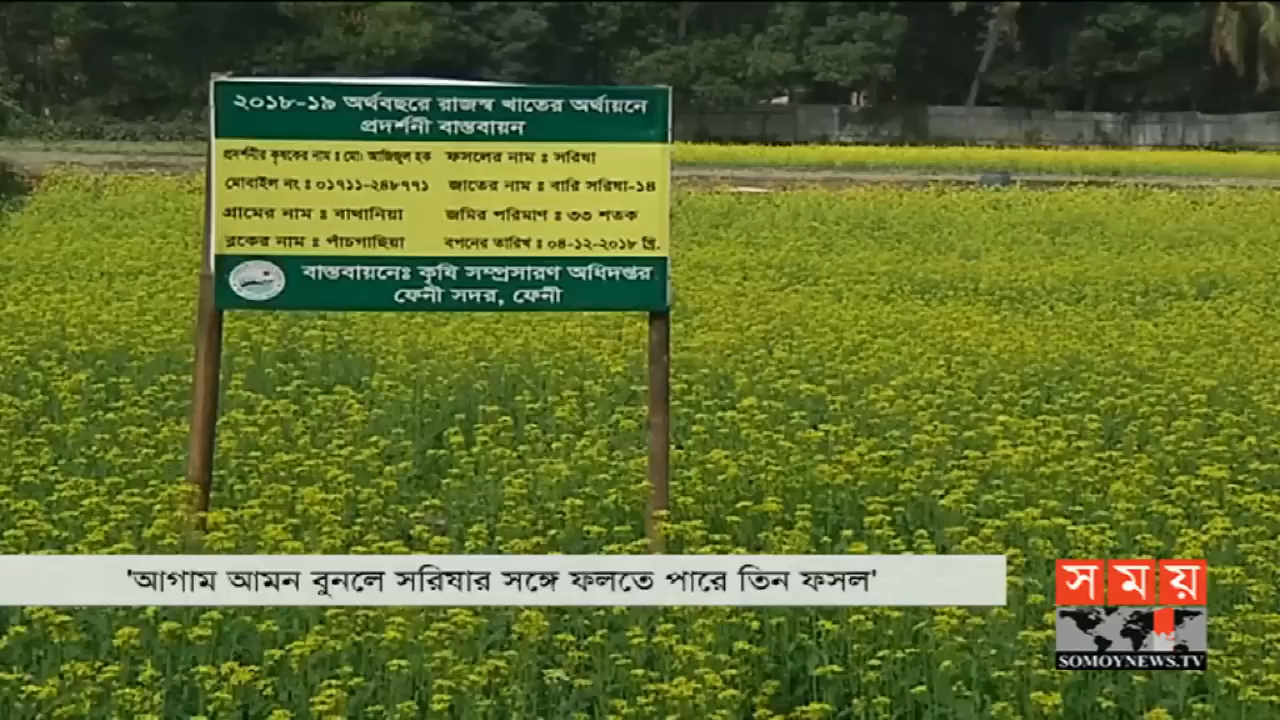 ২০১৮-১৯ অর্থবছরে রাজস্ব খাতের অর্থায়নে
প্রদর্শনী বাস্তবায়ন
প্রদর্শনীর কৃষকের নাম ঃ মোঃ আজিজুল হক ফসলের নাম ঃ সরিষা
মোবাইল নং ঃ ০১৭১১-২৪৮৭৭১ জাতের নাম ঃ বারি সরিষা-১৪
গ্রামের নাম ঃ বাথানিয়া জমির পরিমাণ ঃ ৩৩ শতক
ব্লকের নাম ঃ পাঁচগাছিয়া বপনের তারিখ ঃ ০৪-১২-২০১৮ খ্রি.
বাস্তবায়নেঃ কৃষি সম্প্রসারণ অধিদপ্তর
ফেনী সদর, ফেনী
'আগাম আমন বুনলে সরিষার সঙ্গে ফলতে পারে তিন ফসল'
সময়
SOMOYNEWS.TV